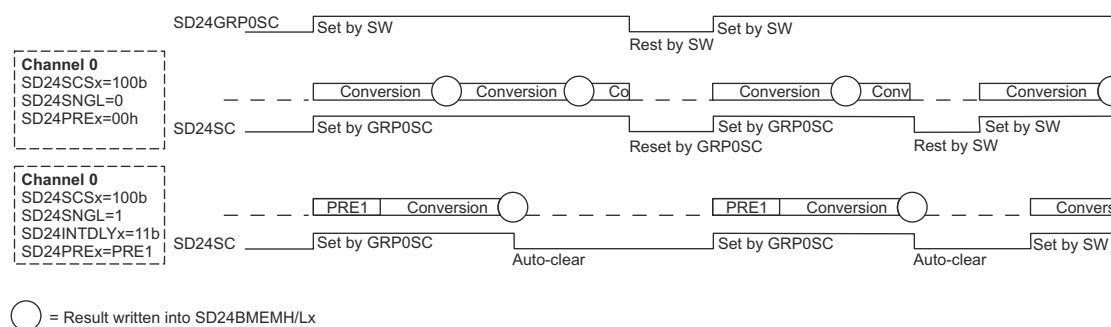 SD24GRP0SC Set by SW Rest by SW Set by SW
Channel 0
SD24SCSx=100b
SD24SNGL=0
SD24PREx=00h
Conversion Conversion Co Conversion Conv Conversion
SD24SC Set by GRP0SC Reset by GRP0SC Set by GRP0SC Rest by SW Set by SW
Channel 0
SD24SCSx=100b
SD24SNGL=1
SD24INTDLYx=11b
SD24PREx=PRE1
PRE1 Conversion PRE1 Conversion Convers
SD24SC Set by GRP0SC Auto-clear Set by GRP0SC Auto-clear Set by SW
= Result written into SD24BMEMH/Lx